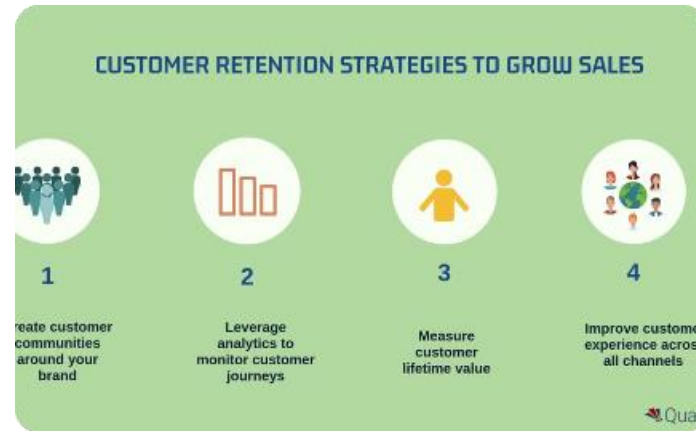 CUSTOMER RETENTION STRATEGIES TO GROW SALES
1
reate customer
communities
around your
brand
2
Leverage
analytics to
monitor customer
journeys
3
Measure
customer
lifetime value
4
Improve custome
experience acros
all channels
Qua